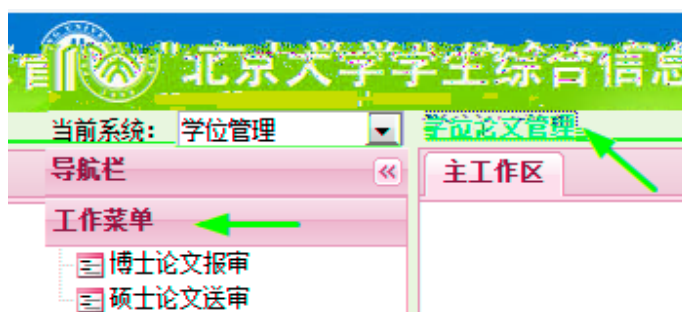 北京大学学生综合信息
当前系统： 学位管理 学位论文管理
导航栏 主工作区
工作菜单
博士论文报审
硕士论文送审